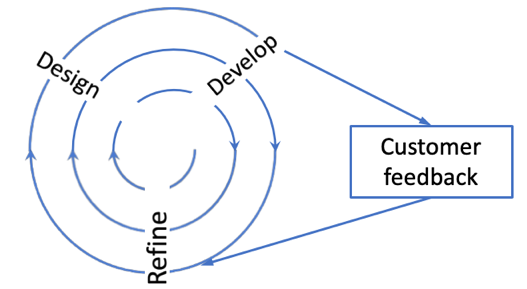 Design
Develop
Refine
Customer
feedback